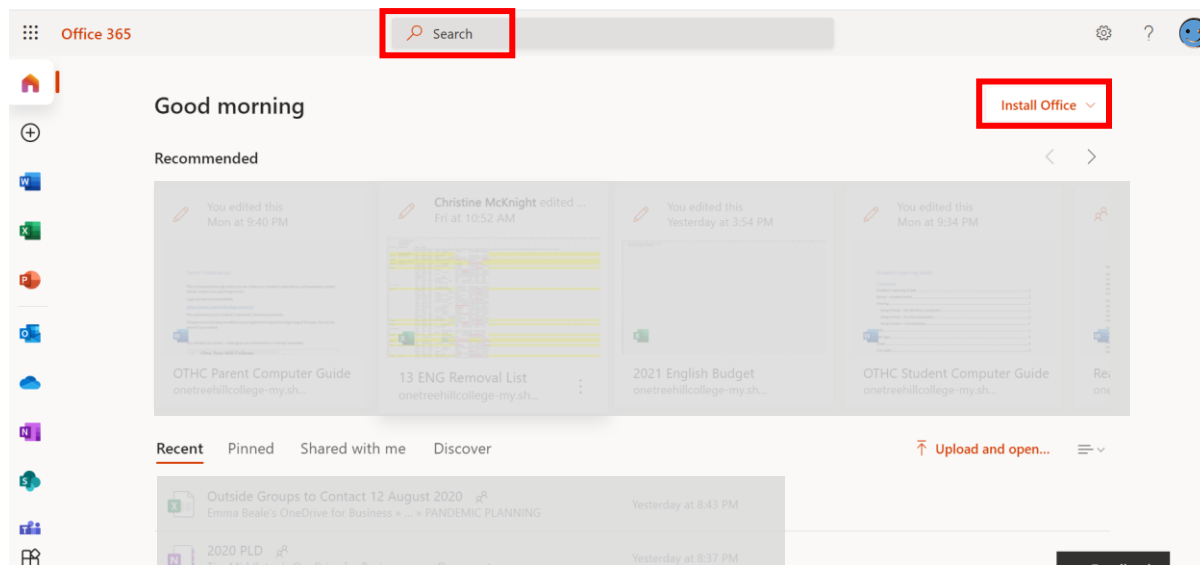 Office 365
Search
?
Good morning
Install Office
Recommended
You edited this
Mon at 9:40 PM
Christine McKnight edited ...
Fri at 10:52 AM
You edited this
Yesterday at 3:54 PM
You edited this
Mon at 9:34 PM
OTHC Parent Computer Guide
onetreehillcollege-my.sh...
13 ENG Removal List
onetreehillcollege-my.sh...
2021 English Budget
onetreehillcollege-my.sh...
OTHC Student Computer Guide
onetreehillcollege-my.sh...
Recent Pinned Shared with me Discover
Upload and open...
Outside Groups to Contact 12 August 2020
Emma Beale's OneDrive for Business » ... » PANDEMIC PLANNING
Yesterday at 8:43 PM
2020 PLD
Yesterday at 8:37 PM